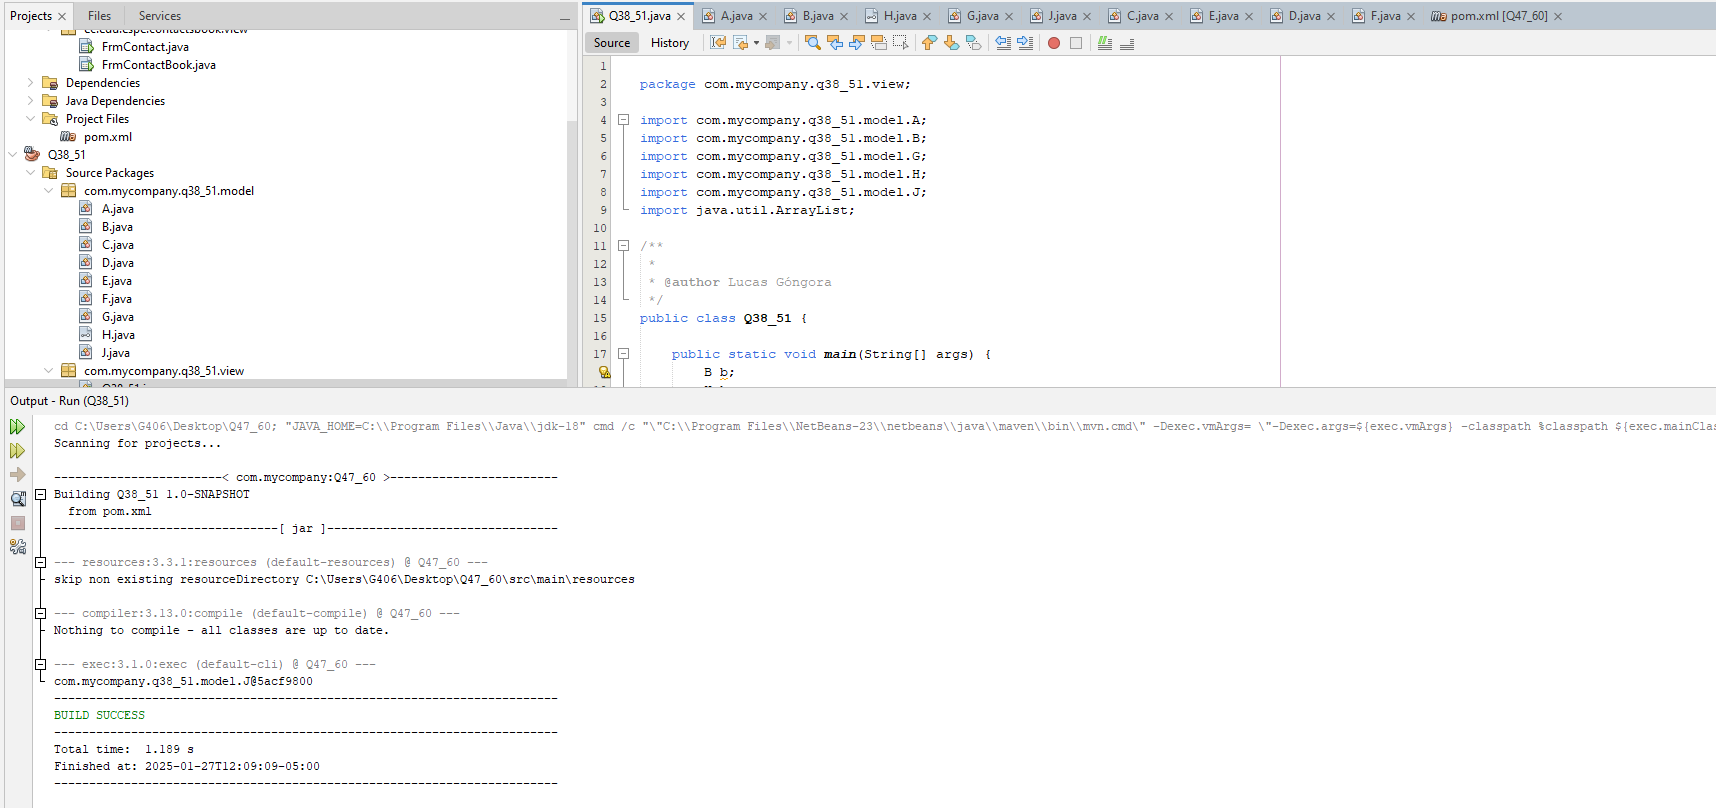 Projects
Files
Services
FrmContact.java
FrmContactBook.java
Dependencies
Java Dependencies
Project Files
pom.xml
Q38_51
Source Packages
com.mycompany.q38_51.model
A.java
B.java
C.java
D.java
E.java
F.java
G.java
H.java
J.java
com.mycompany.q38_51.view
Q38_51.java A.java B.java H.java G.java J.java C.java E.java D.java F.java pom.xml [Q47_60]
Source History
1
2 package com.mycompany.q38_51.view;
3
4 import com.mycompany.q38_51.model.A;
5 import com.mycompany.q38_51.model.B;
6 import com.mycompany.q38_51.model.G;
7 import com.mycompany.q38_51.model.H;
8 import com.mycompany.q38_51.model.J;
9 import java.util.ArrayList;
10
11 /**
12 *
13 * @author Lucas Góngora
14 */
15 public class Q38_51 {
16
17 public static void main(String[] args) {
B b;
Output - Run (Q38_51)
cd C:\Users\G406\Desktop\Q47_60; "JAVA_HOME=C:\\Program Files\\Java\\jdk-18" cmd /c "\"C:\\Program Files\\NetBeans-23\\netbeans\\java\\maven\\bin\\mvn.cmd\" -Dexec.vmArgs= \"-Dexec.args=${exec.vmArgs} -classpath %classpath ${exec.mainClas
Scanning for projects...
------------------------< com.mycompany:Q47_60 >------------------------
Building Q38_51 1.0-SNAPSHOT
from pom.xml
--------------------------------[ jar ]---------------------------------
--- resources:3.3.1:resources (default-resources) @ Q47_60 ---
skip non existing resourceDirectory C:\Users\G406\Desktop\Q47_60\src\main\resources
--- compiler:3.13.0:compile (default-compile) @ Q47_60 ---
Nothing to compile - all classes are up to date.
--- exec:3.1.0:exec (default-cli) @ Q47_60 ---
com.mycompany.q38_51.model.J@5acf9800
------------------------------------------------------------------------
BUILD SUCCESS
------------------------------------------------------------------------
Total time:  1.189 s
Finished at: 2025-01-27T12:09:09-05:00
------------------------------------------------------------------------